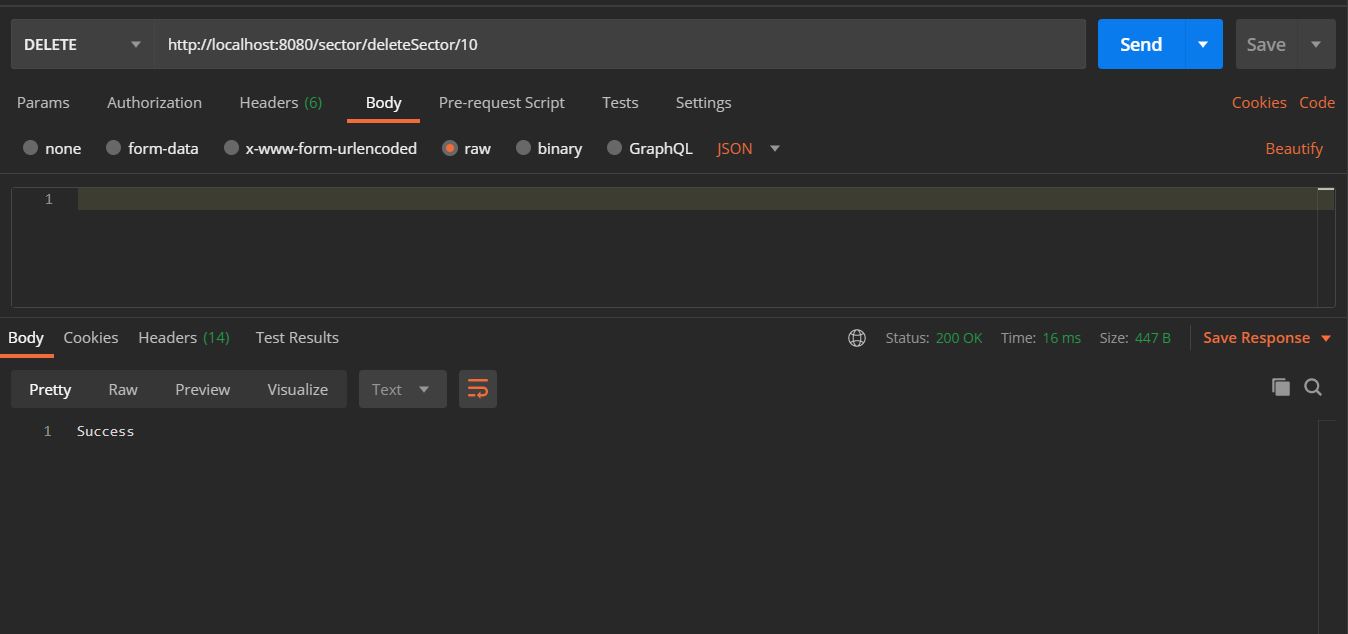 DELETE http://localhost:8080/sector/deleteSector/10 Send Save
Params Authorization Headers (6) Body Pre-request Script Tests Settings Cookies Code
none form-data x-www-form-urlencoded raw binary GraphQL JSON Beautify
1
Body Cookies Headers (14) Test Results Status: 200 OK Time: 16 ms Size: 447 B Save Response
Pretty Raw Preview Visualize Text
1 Success